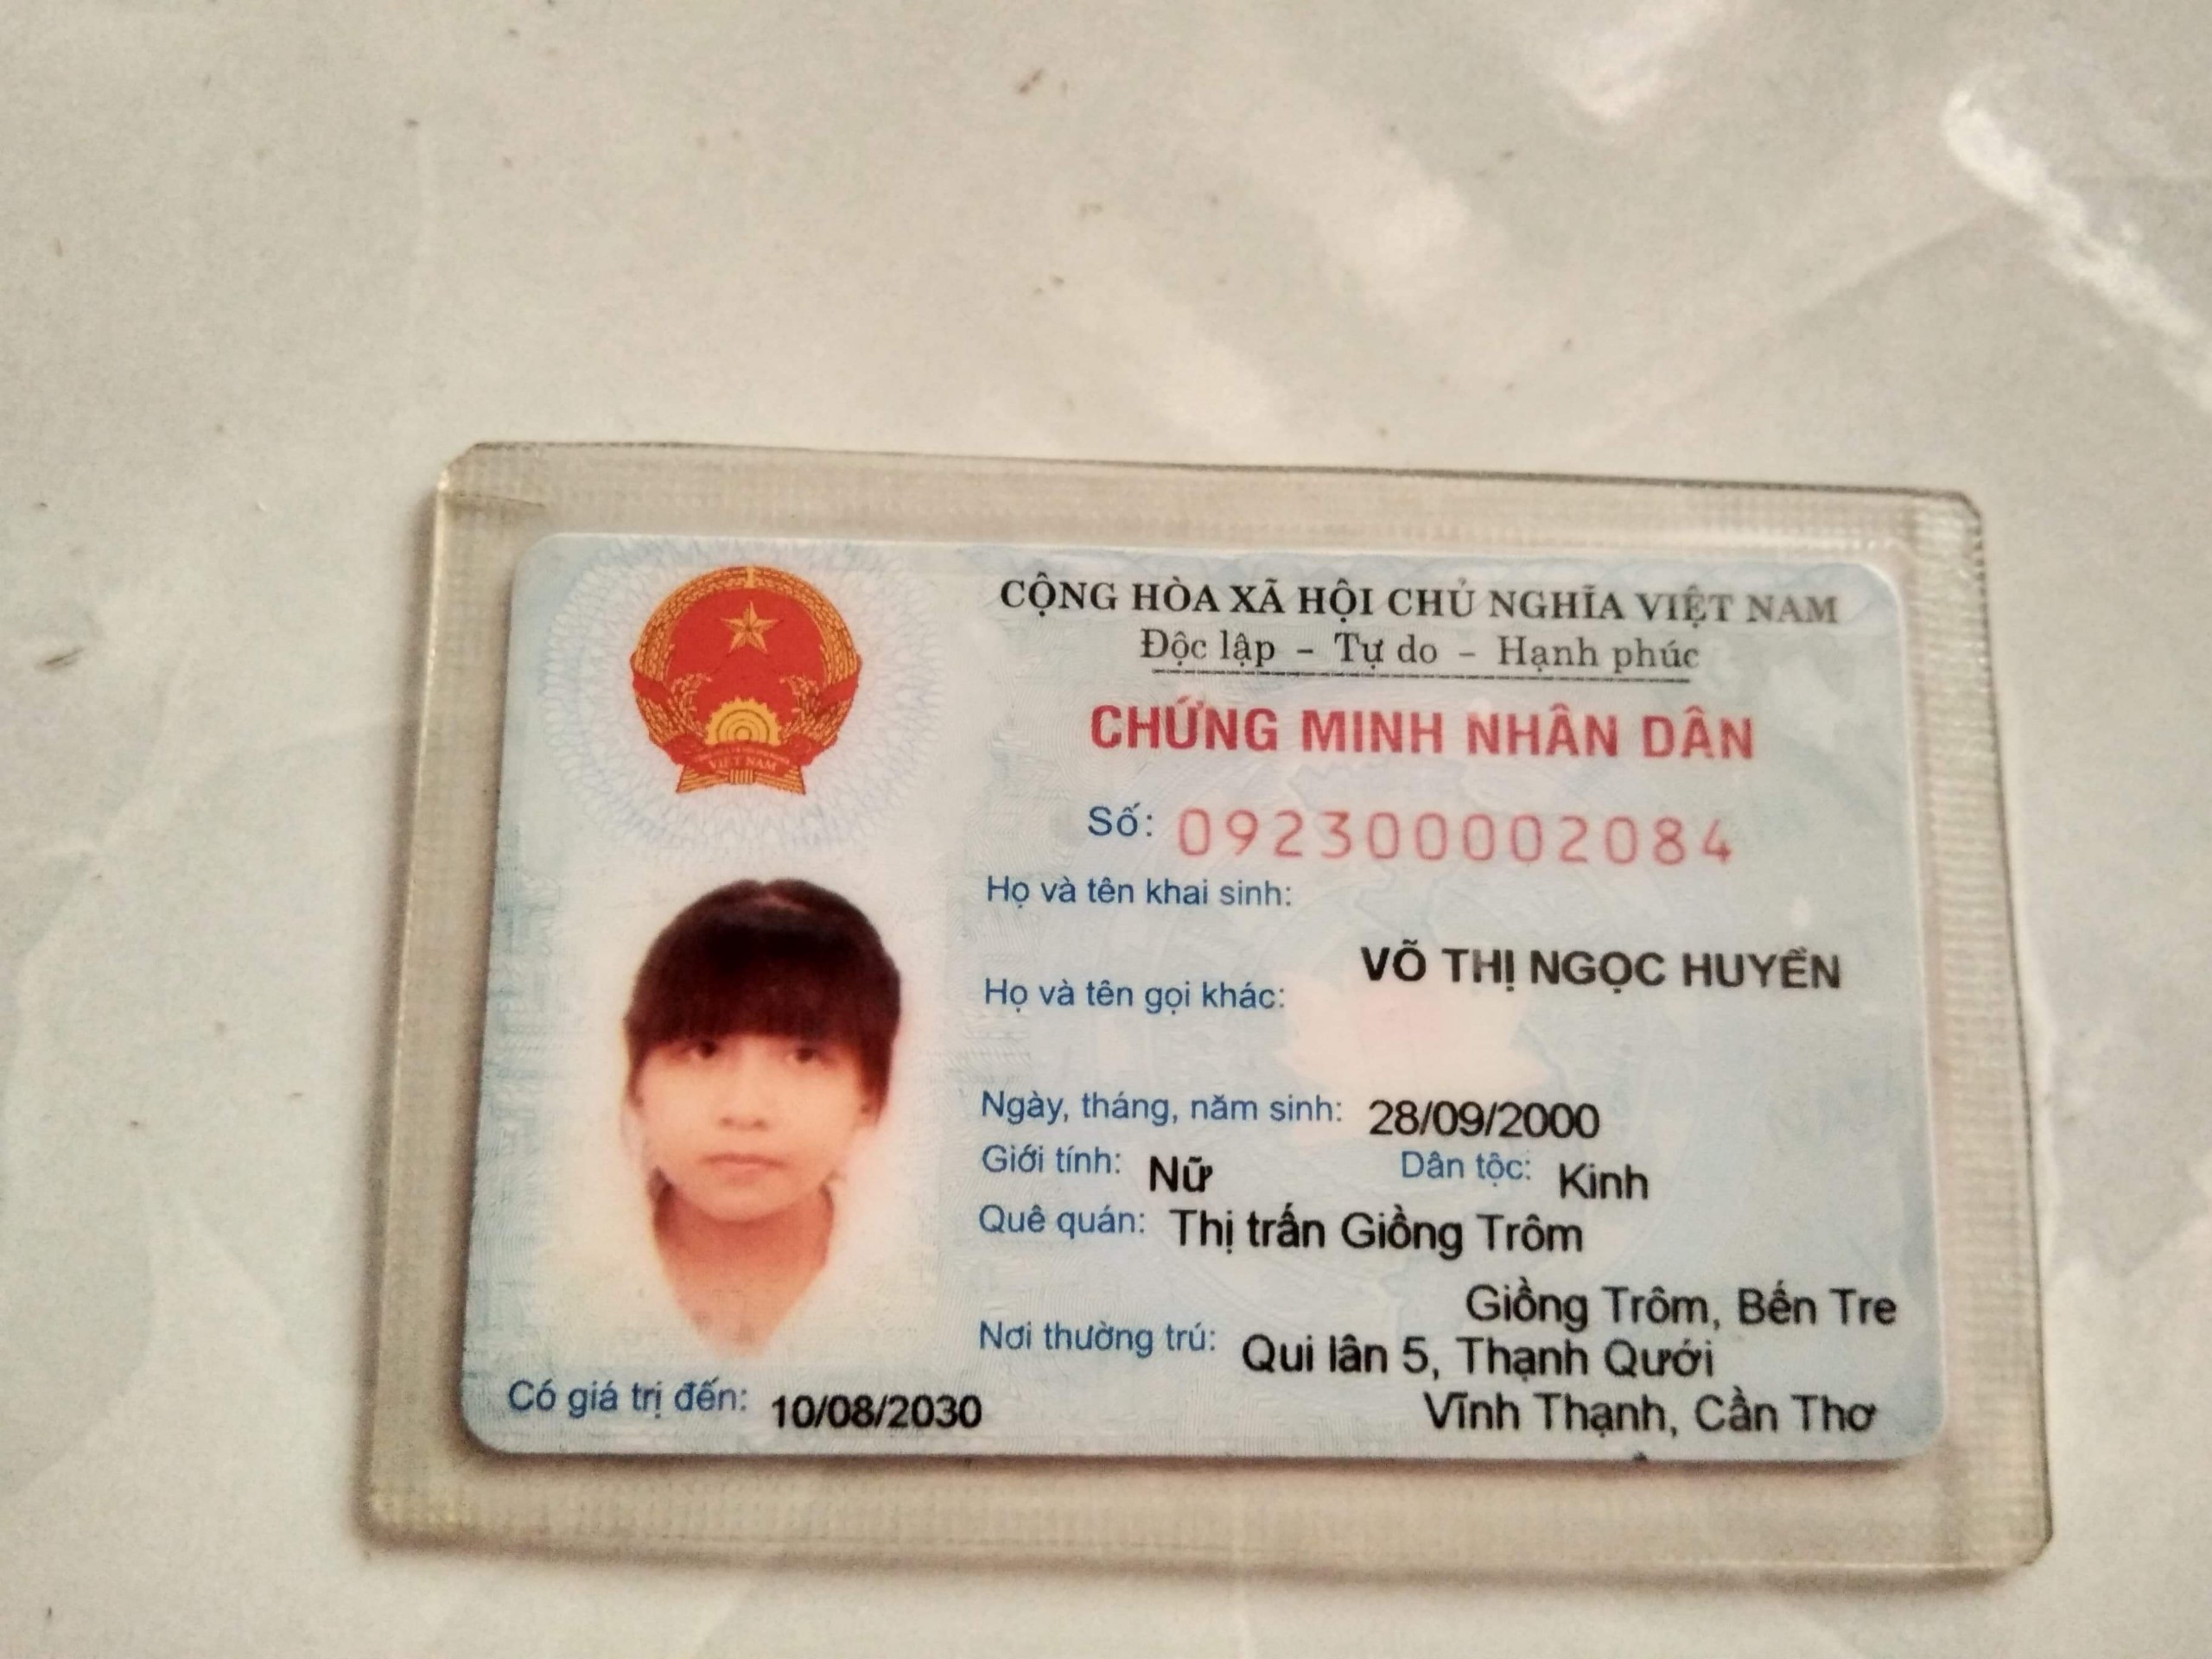 CỘNG HÒA XÃ HỘI CHỦ NGHĨA VIỆT NAM
Độc lập - Tự do - Hạnh phúc
CHỨNG MINH NHÂN DÂN
Số: 092300002084
Họ và tên khai sinh:
VÕ THỊ NGỌC HUYỀN
Họ và tên gọi khác:
Ngày, tháng, năm sinh: 28/09/2000
Giới tính: Nữ Dân tộc: Kinh
Quê quán: Thị trấn Giồng Trôm
Giồng Trôm, Bến Tre
Nơi thường trú: Qui lân 5, Thạnh Qưới
Vĩnh Thạnh, Cần Thơ
Có giá trị đến: 10/08/2030
VIỆT NAM